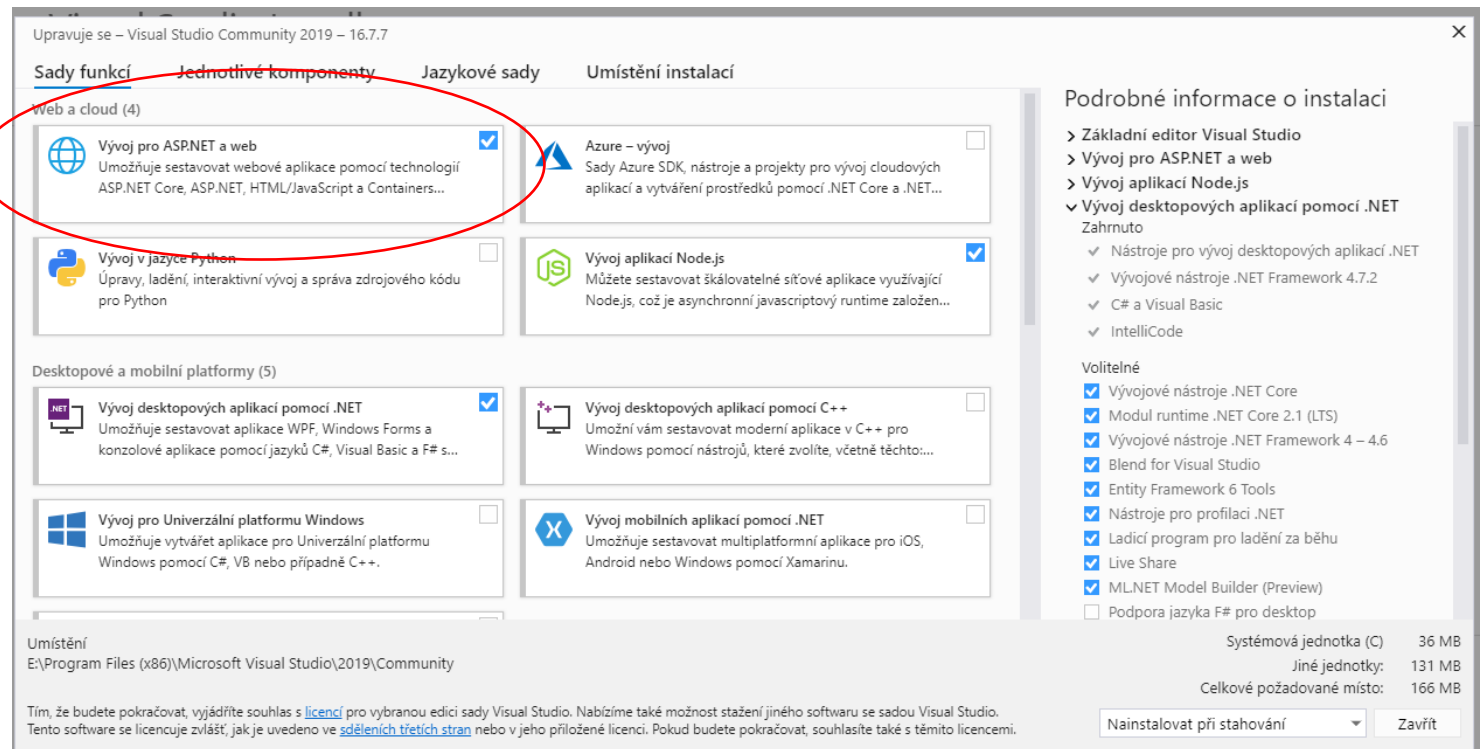 Upravuje se – Visual Studio Community 2019 – 16.7.7
Sady funkcí
Jednotlivé komponenty
Jazykové sady
Umístění instalací
Web a cloud (4)
Vývoj pro ASP.NET a web
Umožňuje sestavovat webové aplikace pomocí technologií
ASP.NET Core, ASP.NET, HTML/JavaScript a Containers...
Azure – vývoj
Sady Azure SDK, nástroje a projekty pro vývoj cloudových
aplikací a vytváření prostředků pomocí .NET Core a .NET...
Vývoj v jazyce Python
Úpravy, ladění, interaktivní vývoj a správa zdrojového kódu
pro Python
Vývoj aplikací Node.js
Můžete sestavovat škálovatelné síťové aplikace využívající
Node.js, což je asynchronní javascriptový runtime založen...
Desktopové a mobilní platformy (5)
Vývoj desktopových aplikací pomocí .NET
Umožňuje sestavovat aplikace WPF, Windows Forms a
konzolové aplikace pomocí jazyků C#, Visual Basic a F# s...
Vývoj desktopových aplikací pomocí C++
Umožní vám sestavovat moderní aplikace v C++ pro
Windows pomocí nástrojů, které zvolíte, včetně těchto:...
Vývoj pro Univerzální platformu Windows
Umožňuje vytvářet aplikace pro Univerzální platformu
Windows pomocí C#, VB nebo případně C++.
Vývoj mobilních aplikací pomocí .NET
Umožňuje sestavovat multiplatformní aplikace pro iOS,
Android nebo Windows pomocí Xamarinu.
Podrobné informace o instalaci
Základní editor Visual Studio
Vývoj pro ASP.NET a web
Vývoj aplikací Node.js
Vývoj desktopových aplikací pomocí .NET
Zahrnuto
Nástroje pro vývoj desktopových aplikací .NET
Vývojové nástroje .NET Framework 4.7.2
C# a Visual Basic
IntelliCode
Volitelné
Vývojové nástroje .NET Core
Modul runtime .NET Core 2.1 (LTS)
Vývojové nástroje .NET Framework 4 – 4.6
Blend for Visual Studio
Entity Framework 6 Tools
Nástroje pro profilaci .NET
Ladicí program pro ladění za běhu
Live Share
ML.NET Model Builder (Preview)
Podpora jazyka F# pro desktop
Umístění
E:\Program Files (x86)\Microsoft Visual Studio\2019\Community
Tím, že budete pokračovat, vyjádříte souhlas s licencí pro vybranou edici sady Visual Studio. Nabízíme také možnost stažení jiného softwaru se sadou Visual Studio.
Tento software se licencuje zvlášť, jak je uvedeno ve sděleních třetích stran nebo v jeho přiložené licenci. Pokud budete pokračovat, souhlasíte také s těmito licencemi.
Systémová jednotka (C) 36 MB
Jiné jednotky: 131 MB
Celkové požadované místo: 166 MB
Nainstalovat při stahování
Zavřít